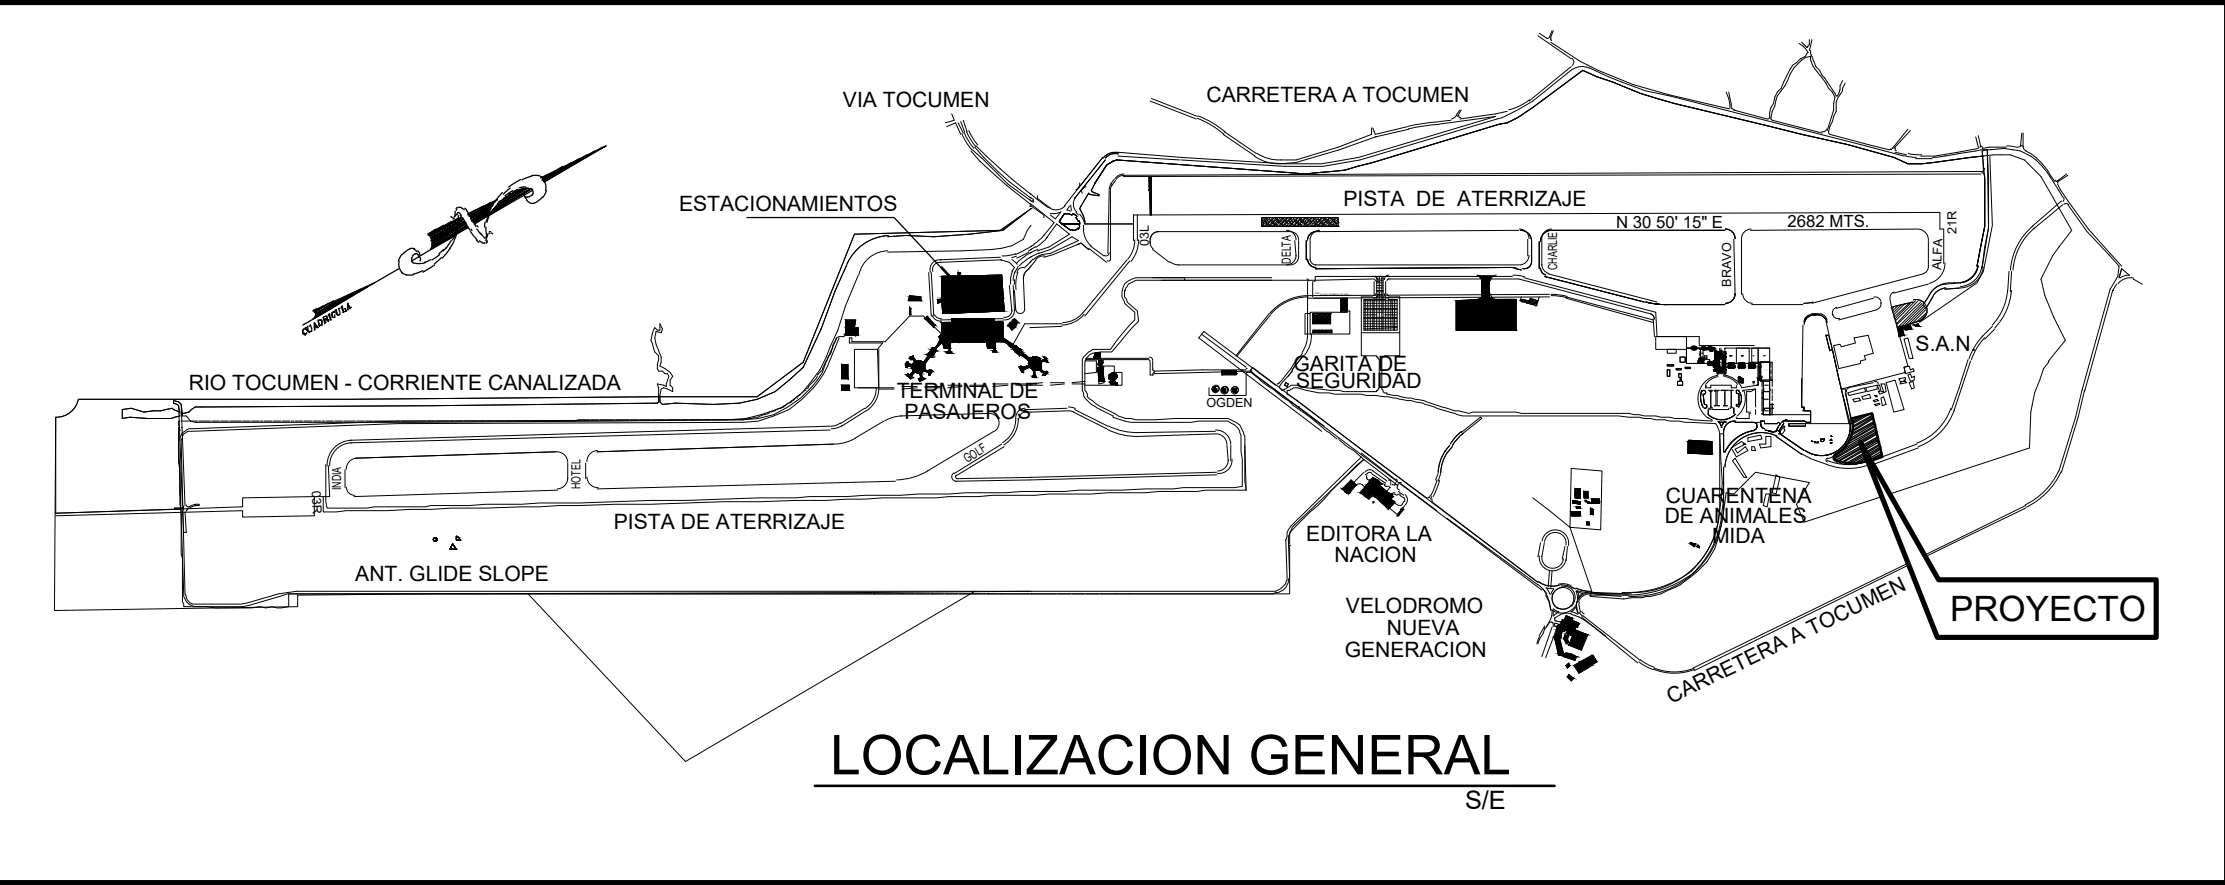 VIA TOCUMEN
CARRETERA A TOCUMEN
ESTACIONAMIENTOS
PISTA DE ATERRIZAJE
N 30 50' 15" E
2682 MTS.
03L
DELTA
CHARLIE
BRAVO
ALFA
21R
CUADRICULA
S.A.N.
RIO TOCUMEN - CORRIENTE CANALIZADA
TERMINAL DE
PASAJEROS
OGDEN
GARITA DE
SEGURIDAD
INDIA
HOTEL
GOLF
03R
PISTA DE ATERRIZAJE
ANT. GLIDE SLOPE
EDITORA LA
NACION
CUARENTENA
DE ANIMALES
MIDA
VELODROMO
NUEVA
GENERACION
CARRETERA A TOCUMEN
PROYECTO
LOCALIZACION GENERAL
S/E